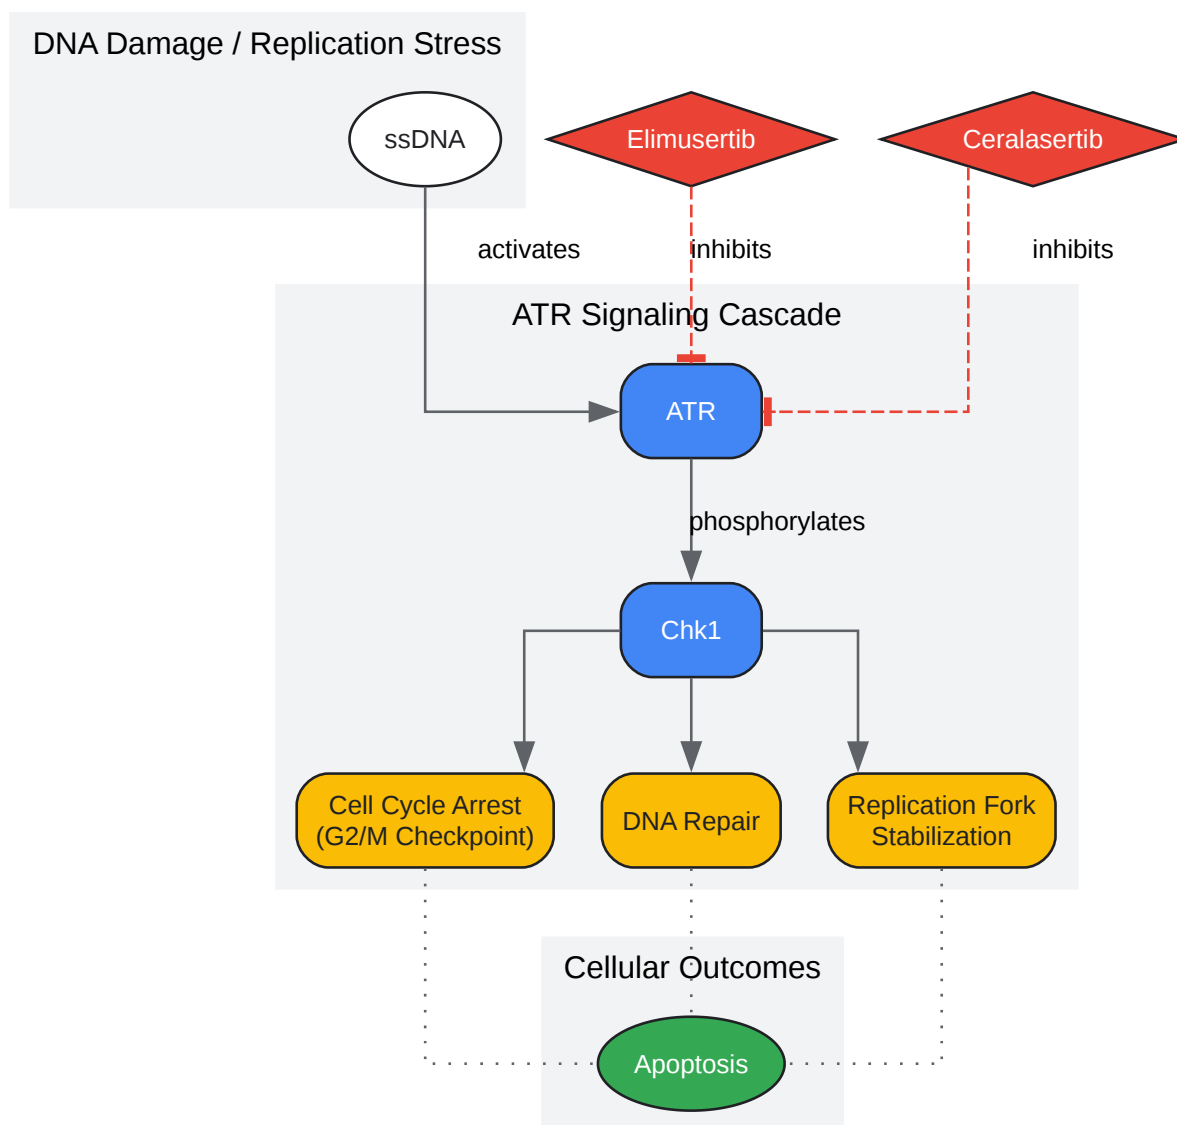 DNA Damage / Replication Stress
ssDNA
Elimusertib
Ceralasertib
activates
inhibits
inhibits
ATR Signaling Cascade
ATR
phosphorylates
Chk1
Cell Cycle Arrest
(G2/M Checkpoint)
DNA Repair
Replication Fork
Stabilization
Cellular Outcomes
Apoptosis